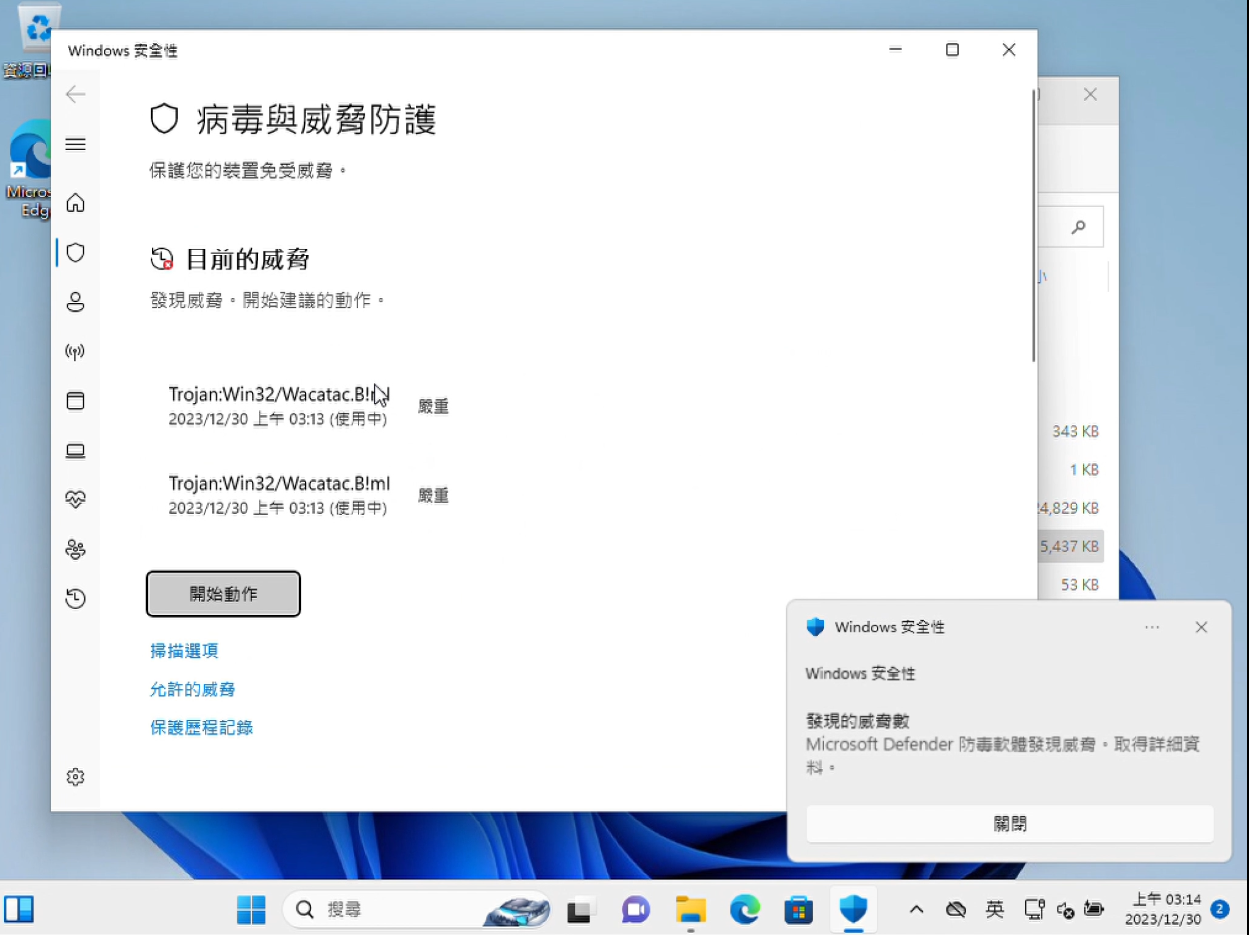 資源回
Micros
Edg
Windows 安全性
病毒與威脅防護
保護您的裝置免受威脅。
目前的威脅
發現威脅。開始建議的動作。
Trojan:Win32/Wacatac.B!ml
2023/12/30 上午 03:13 (使用中)
嚴重
Trojan:Win32/Wacatac.B!ml
2023/12/30 上午 03:13 (使用中)
嚴重
開始動作
掃描選項
允許的威脅
保護歷程記錄
343 KB
1 KB
24,829 KB
5,437 KB
53 KB
Windows 安全性
Windows 安全性
發現的威脅數
Microsoft Defender 防毒軟體發現威脅。取得詳細資
料。
關閉
搜尋
英
上午 03:14
2023/12/30
2